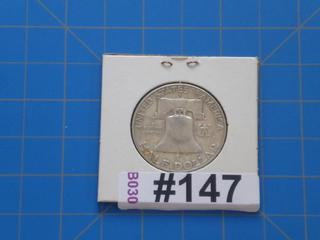 UNITED STATES OF AMERICA
HALF DOLLAR
B030
#147